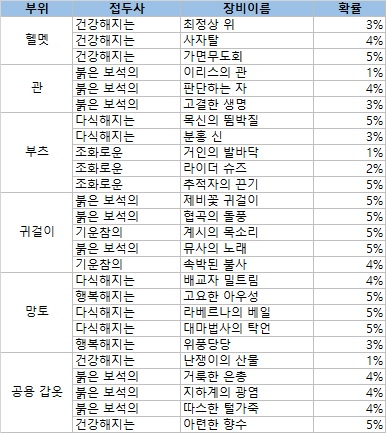 부위 접두사 장비이름 확률
헬멧 건강해지는 최정상 위 3%
건강해지는 사자탈 4%
건강해지는 가면무도회 5%
관 붉은 보석의 이리스의 관 1%
붉은 보석의 판단하는 자 4%
붉은 보석의 고결한 생명 3%
부츠 다식해지는 목신의 뜀박질 5%
다식해지는 분홍 신 3%
조화로운 거인의 발바닥 1%
조화로운 라이더 슈즈 2%
조화로운 추적자의 끈기 5%
귀걸이 붉은 보석의 제비꽃 귀걸이 5%
붉은 보석의 협곡의 돌풍 5%
기운참의 계시의 목소리 5%
붉은 보석의 뮤사의 노래 5%
기운참의 속박된 불사 4%
망토 다식해지는 배교자 밀트림 4%
행복해지는 고요한 아우성 5%
다식해지는 라베르나의 베일 5%
다식해지는 대마법사의 탁언 5%
행복해지는 위풍당당 3%
공용 갑옷 건강해지는 난쟁이의 산물 1%
붉은 보석의 거룩한 은총 4%
붉은 보석의 지하계의 광염 4%
붉은 보석의 따스한 털가죽 4%
건강해지는 아련한 향수 5%